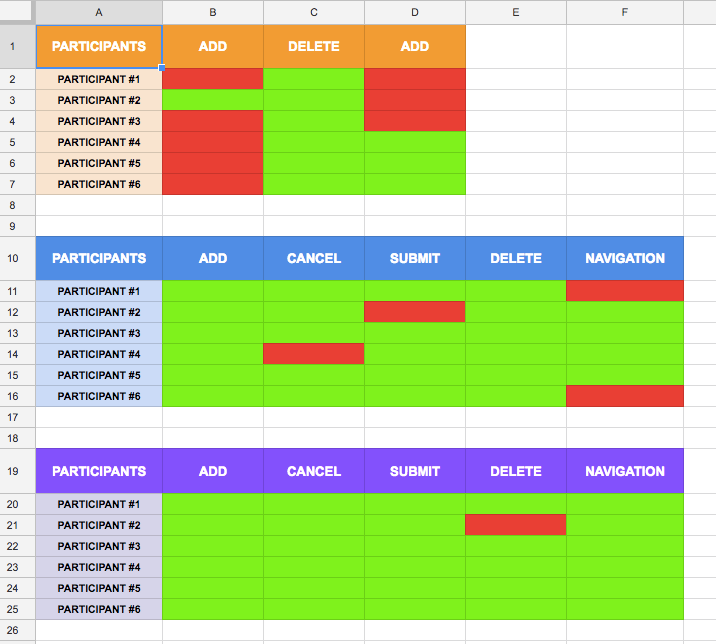 A B C D E F
1 PARTICIPANTS ADD DELETE ADD
2 PARTICIPANT #1
3 PARTICIPANT #2
4 PARTICIPANT #3
5 PARTICIPANT #4
6 PARTICIPANT #5
7 PARTICIPANT #6
8
9
10 PARTICIPANTS ADD CANCEL SUBMIT DELETE NAVIGATION
11 PARTICIPANT #1
12 PARTICIPANT #2
13 PARTICIPANT #3
14 PARTICIPANT #4
15 PARTICIPANT #5
16 PARTICIPANT #6
17
18
19 PARTICIPANTS ADD CANCEL SUBMIT DELETE NAVIGATION
20 PARTICIPANT #1
21 PARTICIPANT #2
22 PARTICIPANT #3
23 PARTICIPANT #4
24 PARTICIPANT #5
25 PARTICIPANT #6
26